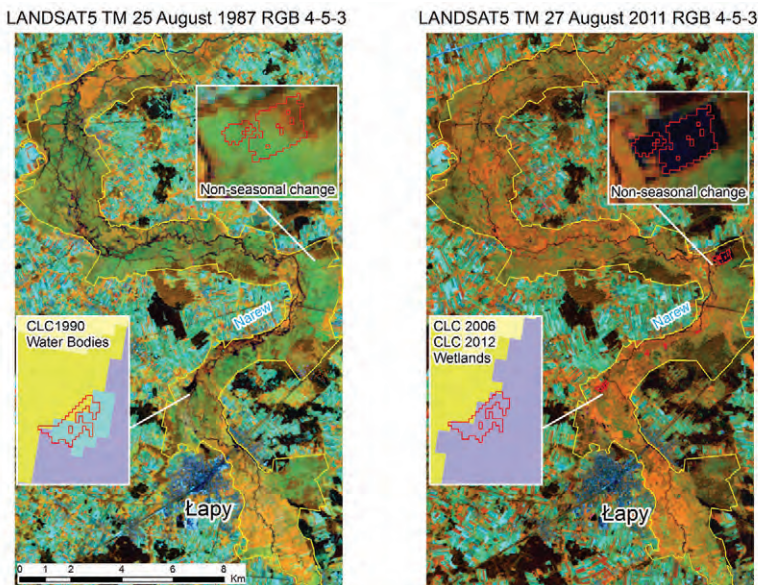 LANDSAT5 TM 25 August 1987 RGB 4-5-3
Non-seasonal change
Narew
CLC1990
Water Bodies
Łapy
0 2 4 6 8
Km
LANDSAT5 TM 27 August 2011 RGB 4-5-3
Non-seasonal change
Narew
CLC 2006
CLC 2012
Wetlands
Łapy